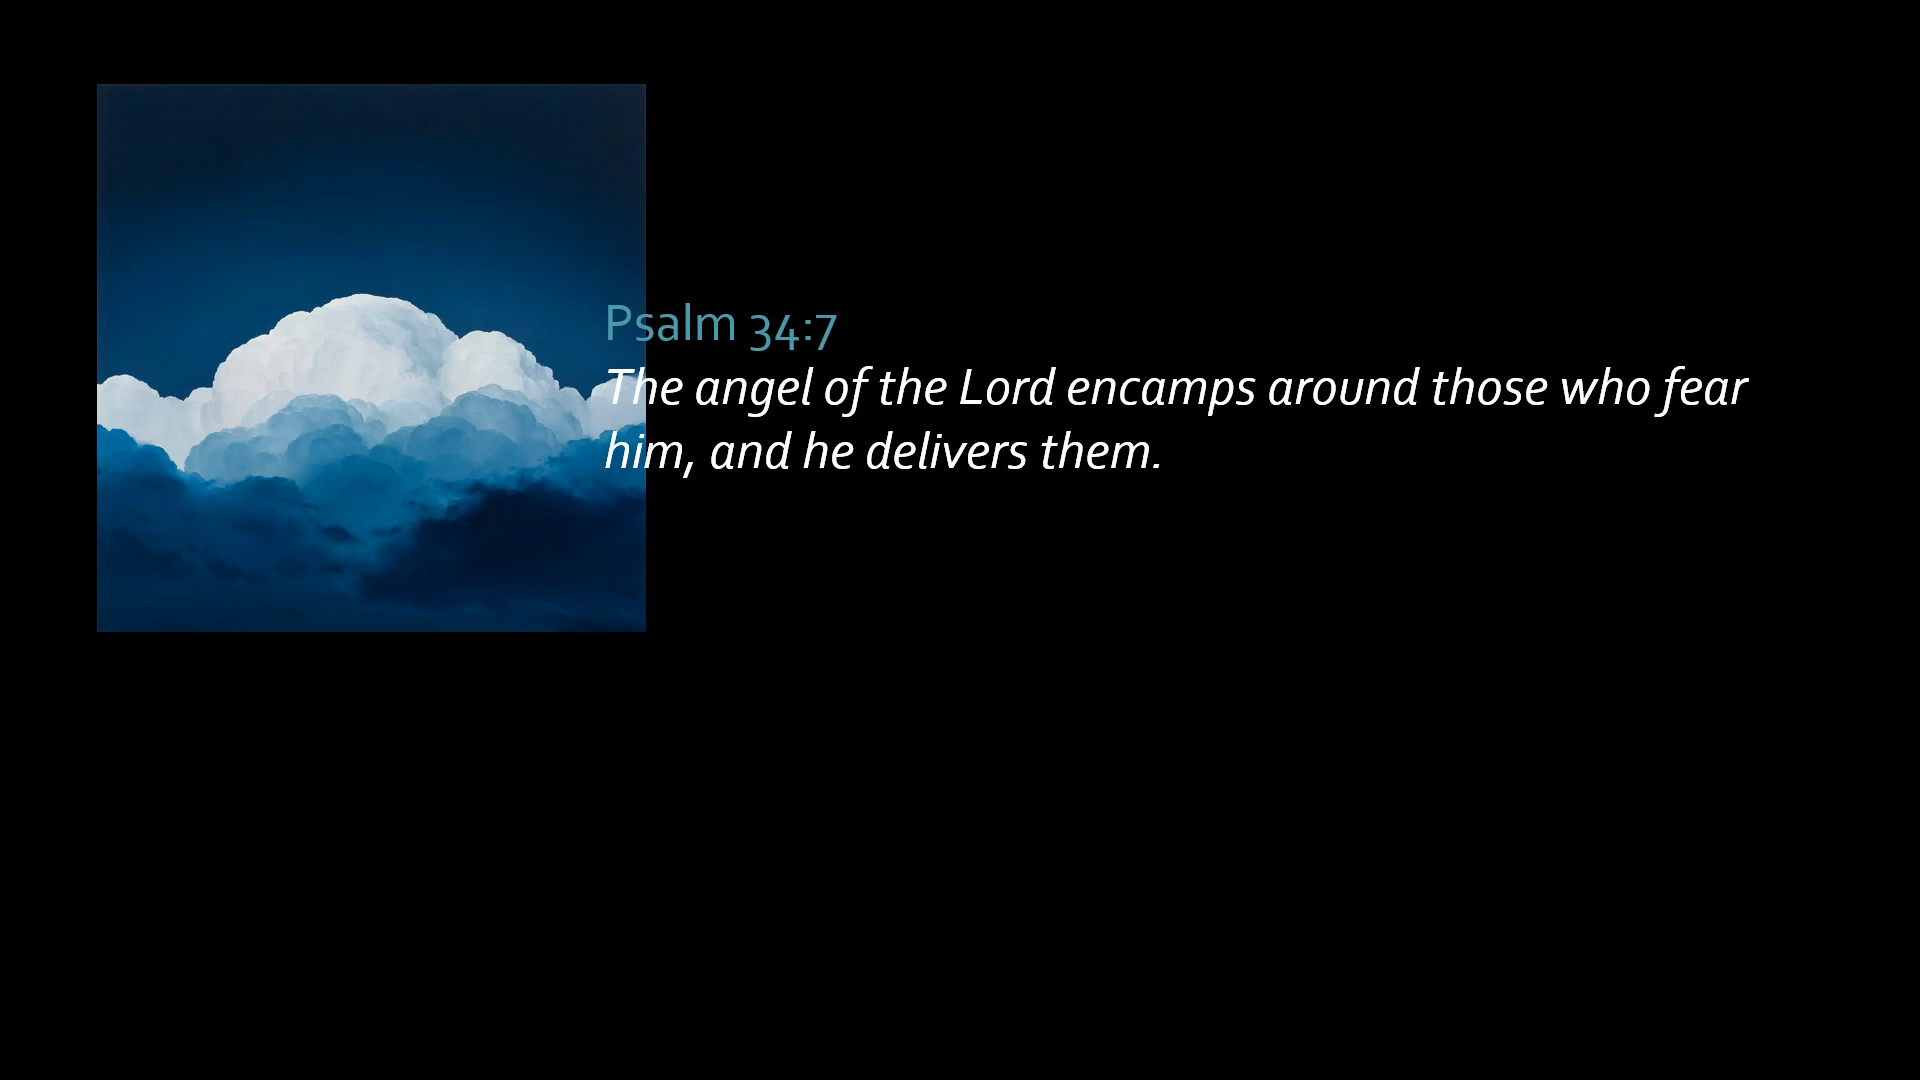 Psalm 34:7
The angel of the Lord encamps around those who fear
him, and he delivers them.